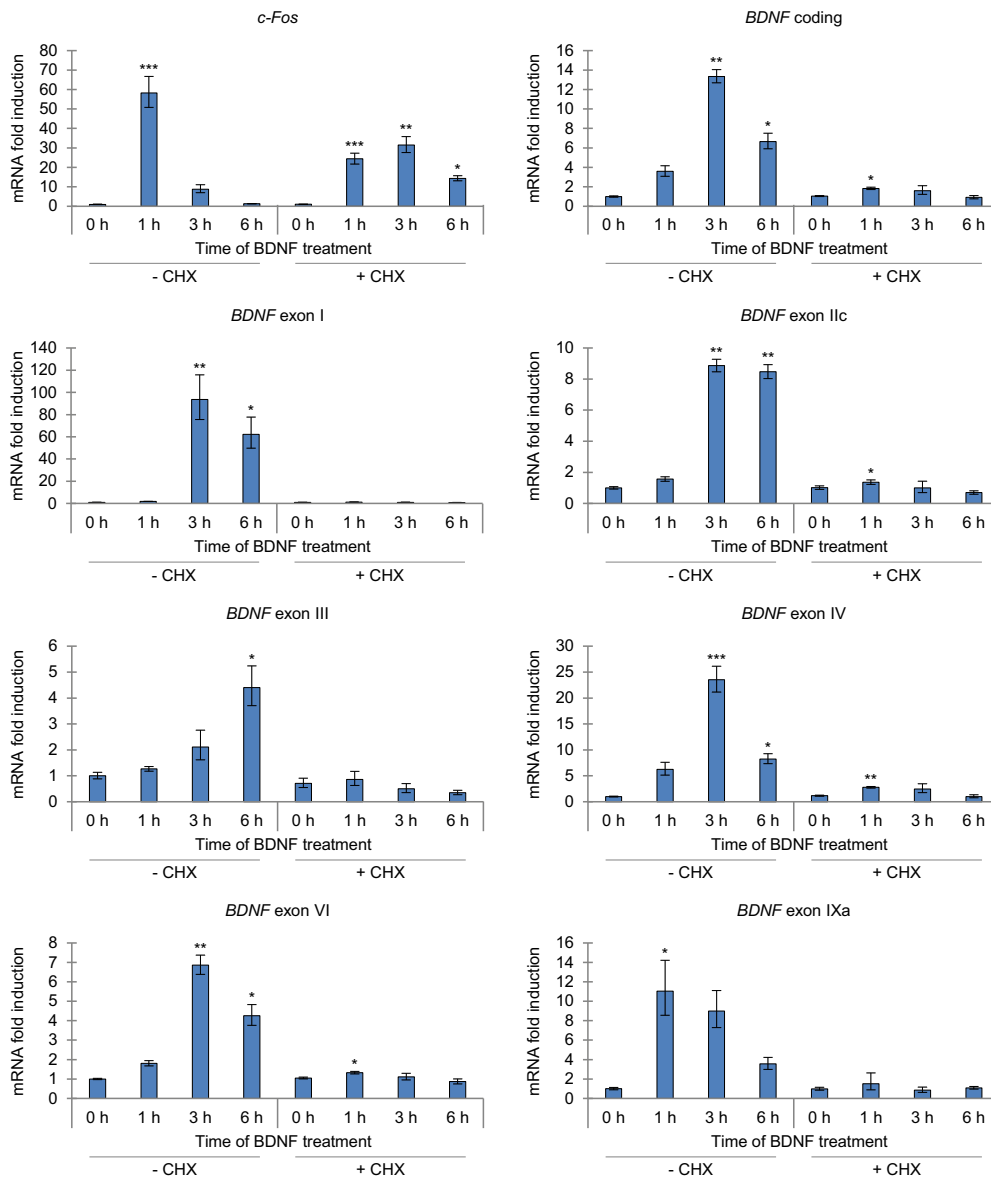 c-Fos
mRNA fold induction
80
70
60
50
40
30
20
10
0
***
***
**
*
0 h 1 h 3 h 6 h 0 h 1 h 3 h 6 h
Time of BDNF treatment
- CHX + CHX
BDNF coding
mRNA fold induction
16
14
12
10
8
6
4
2
0
**
*
*
0 h 1 h 3 h 6 h 0 h 1 h 3 h 6 h
Time of BDNF treatment
- CHX + CHX
BDNF exon I
mRNA fold induction
140
120
100
80
60
40
20
0
**
*
0 h 1 h 3 h 6 h 0 h 1 h 3 h 6 h
Time of BDNF treatment
- CHX + CHX
BDNF exon IIc
mRNA fold induction
10
8
6
4
2
0
**
**
*
0 h 1 h 3 h 6 h 0 h 1 h 3 h 6 h
Time of BDNF treatment
- CHX + CHX
BDNF exon III
mRNA fold induction
6
5
4
3
2
1
0
*
0 h 1 h 3 h 6 h 0 h 1 h 3 h 6 h
Time of BDNF treatment
- CHX + CHX
BDNF exon IV
mRNA fold induction
30
25
20
15
10
5
0
***
*
**
0 h 1 h 3 h 6 h 0 h 1 h 3 h 6 h
Time of BDNF treatment
- CHX + CHX
BDNF exon VI
mRNA fold induction
8
7
6
5
4
3
2
1
0
**
*
*
0 h 1 h 3 h 6 h 0 h 1 h 3 h 6 h
Time of BDNF treatment
- CHX + CHX
BDNF exon IXa
mRNA fold induction
16
14
12
10
8
6
4
2
0
*
0 h 1 h 3 h 6 h 0 h 1 h 3 h 6 h
Time of BDNF treatment
- CHX + CHX